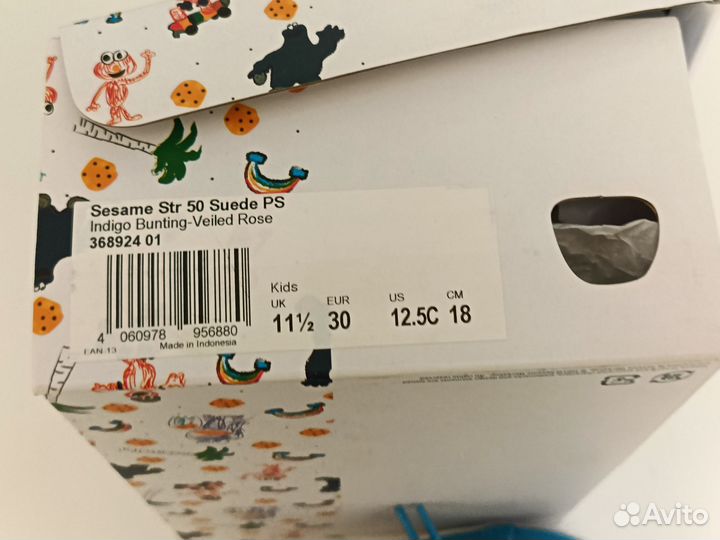 Sesame Str 50 Suede PS
Indigo Bunting-Veiled Rose
368924 01
Kids
UK EUR US CM
11½ 30 12.5C 18
4 060978 956880
EAN-13 Made in Indonesia
Avito